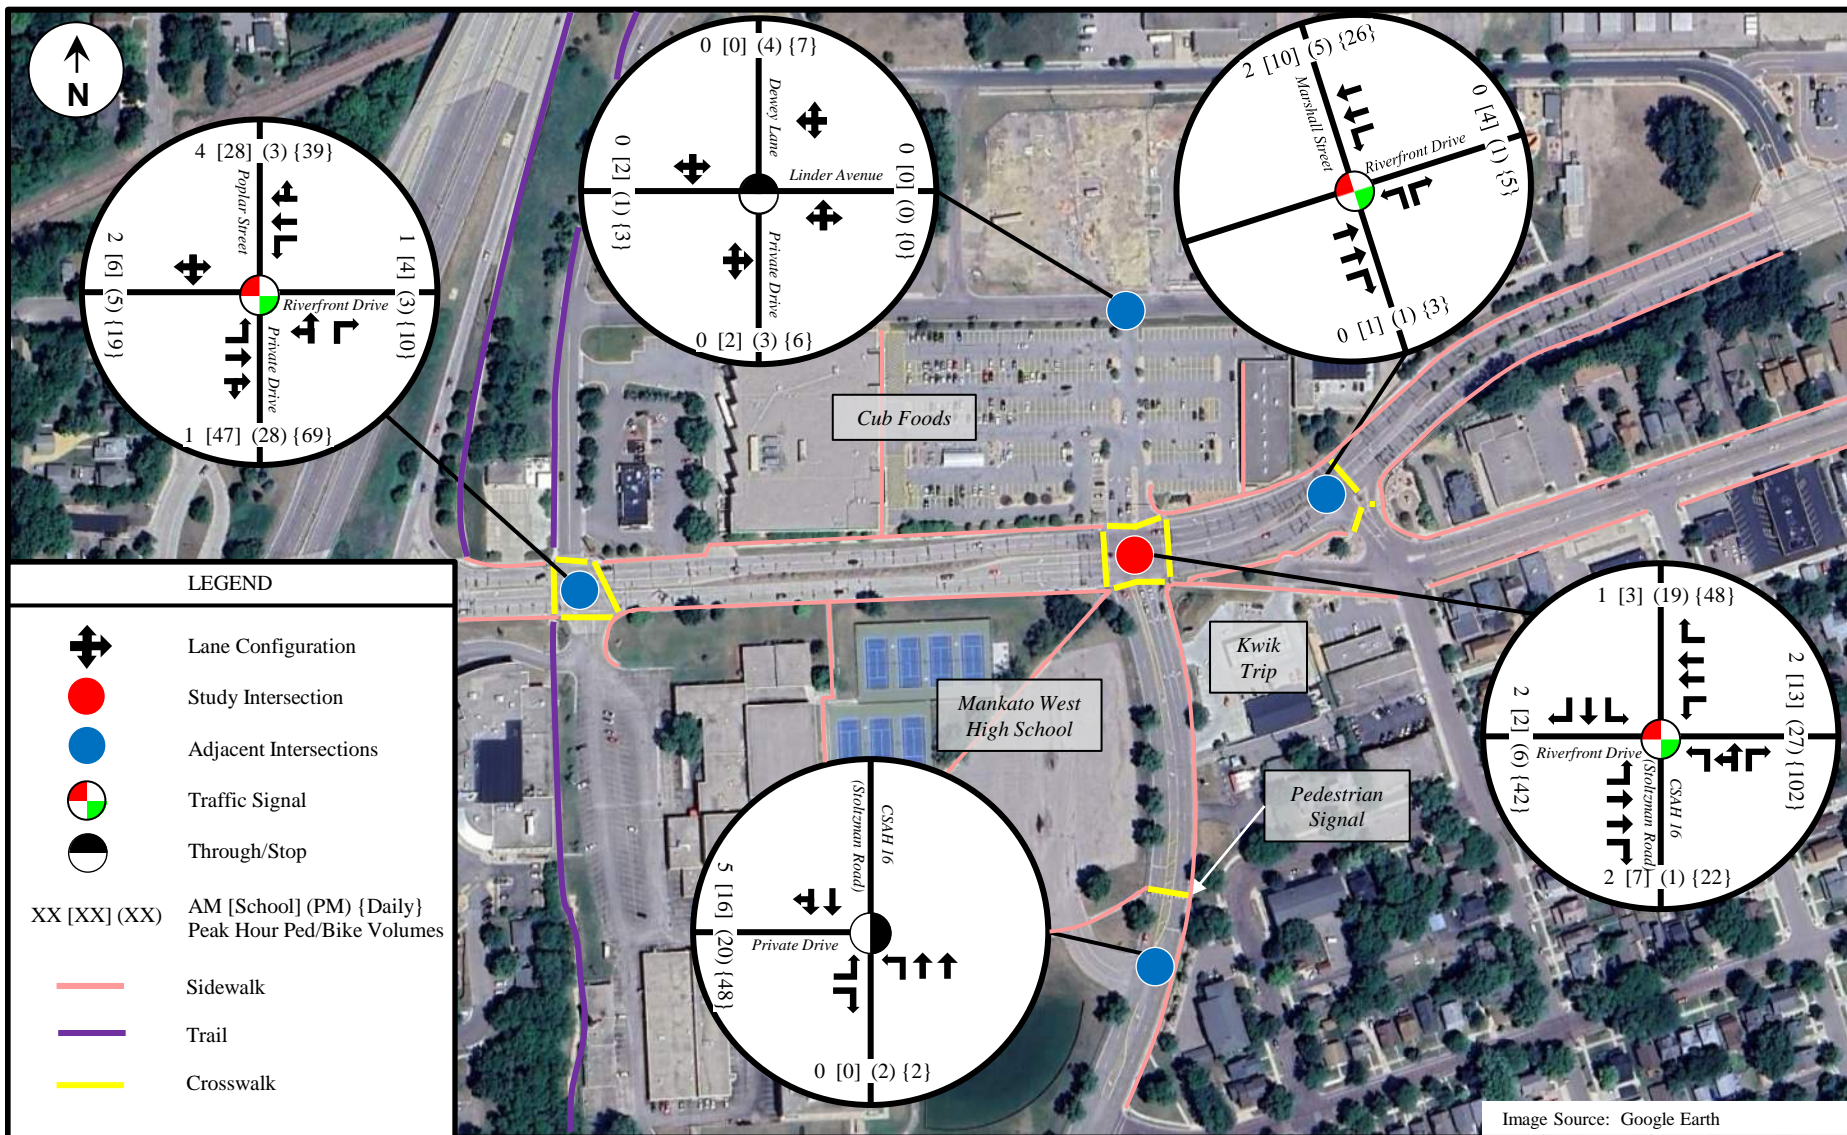 N
4 [28] (3) {39}
Poplar Street
2 [6] (5) {19}
1 [4] (3) {10}
Riverfront Drive
Private Drive
1 [47] (28) {69}
0 [0] (4) {7}
Dewey Lane
0 [2] (1) {3}
0 [0] (0) {0}
Linder Avenue
Private Drive
0 [2] (3) {6}
2 [10] (5) {26}
Marshall Street
0 [4] (1) {5}
Riverfront Drive
0 [1] (1) {3}
Cub Foods
Kwik
Trip
Mankato West
High School
Pedestrian
Signal
1 [3] (19) {48}
2 [13] (27) {102}
2 [2] (6) {42}
Riverfront Drive
CSAH 16
(Stoltzman Road)
2 [7] (1) {22}
CSAH 16
(Stoltzman Road)
5 [16] (20) {48}
Private Drive
0 [0] (2) {2}
LEGEND
Lane Configuration
Study Intersection
Adjacent Intersections
Traffic Signal
Through/Stop
XX [XX] (XX)
AM [School] (PM) {Daily}
Peak Hour Ped/Bike Volumes
Sidewalk
Trail
Crosswalk
Image Source: Google Earth